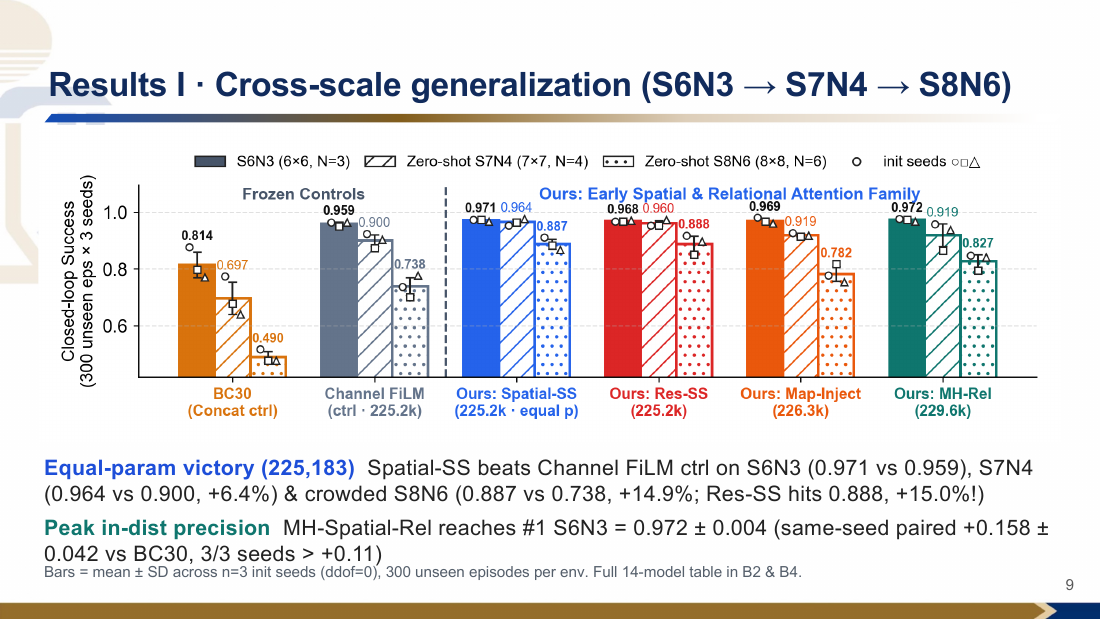 Results I · Cross-scale generalization (S6N3 → S7N4 → S8N6)
S6N3 (6×6, N=3) Zero-shot S7N4 (7×7, N=4) Zero-shot S8N6 (8×8, N=6) init seeds ○□△
Closed-loop Success
(300 unseen eps × 3 seeds)
Frozen Controls Ours: Early Spatial & Relational Attention Family
1.0
0.8
0.6
0.814 0.697 0.490
0.959 0.900 0.738
0.971 0.964 0.887
0.968 0.960 0.888
0.969 0.919 0.782
0.972 0.919 0.827
BC30 Channel FiLM Ours: Spatial-SS Ours: Res-SS Ours: Map-Inject Ours: MH-Rel
(Concat ctrl) (ctrl · 225.2k) (225.2k · equal p) (225.2k) (226.3k) (229.6k)
Equal-param victory (225,183) Spatial-SS beats Channel FiLM ctrl on S6N3 (0.971 vs 0.959), S7N4
(0.964 vs 0.900, +6.4%) & crowded S8N6 (0.887 vs 0.738, +14.9%; Res-SS hits 0.888, +15.0%!)
Peak in-dist precision MH-Spatial-Rel reaches #1 S6N3 = 0.972 ± 0.004 (same-seed paired +0.158 ±
0.042 vs BC30, 3/3 seeds > +0.11)
Bars = mean ± SD across n=3 init seeds (ddof=0), 300 unseen episodes per env. Full 14-model table in B2 & B4.
9